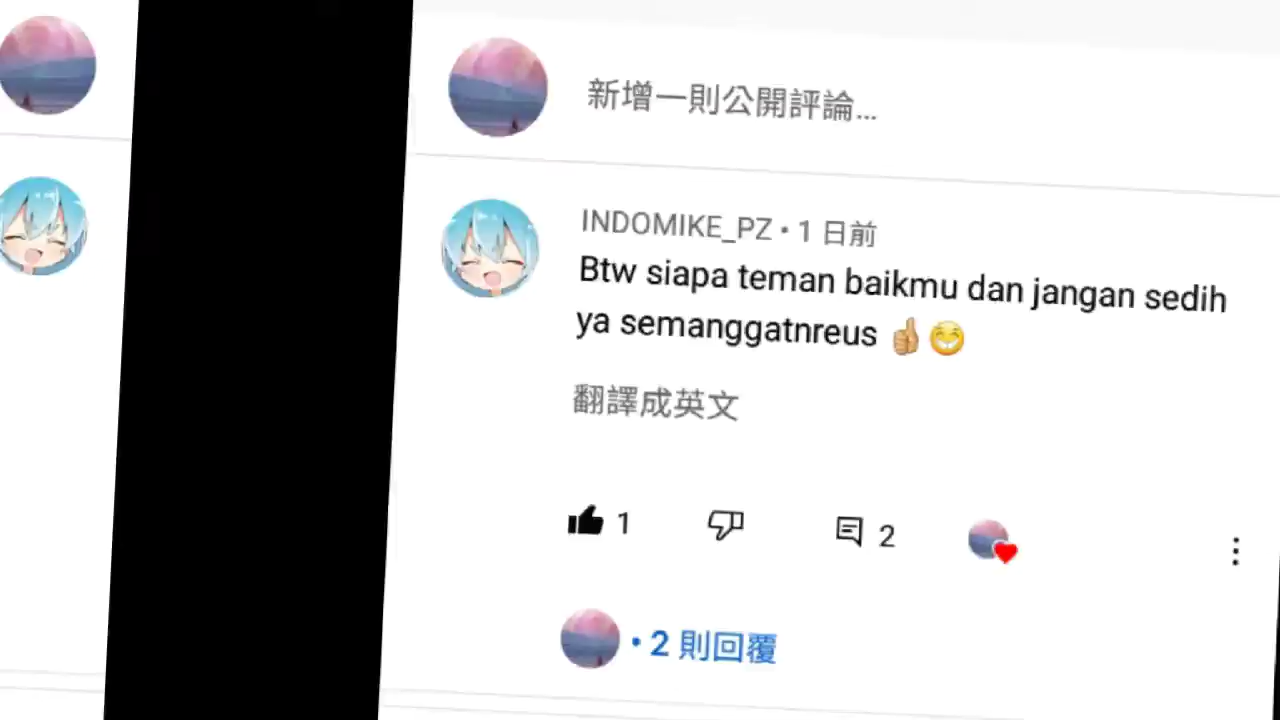 新增一則公開評論...
INDOMIKE_PZ • 1 日前
Btw siapa teman baikmu dan jangan sedih
ya semanggatnreus 👍🏼😁
翻譯成英文
1
2
• 2 則回覆